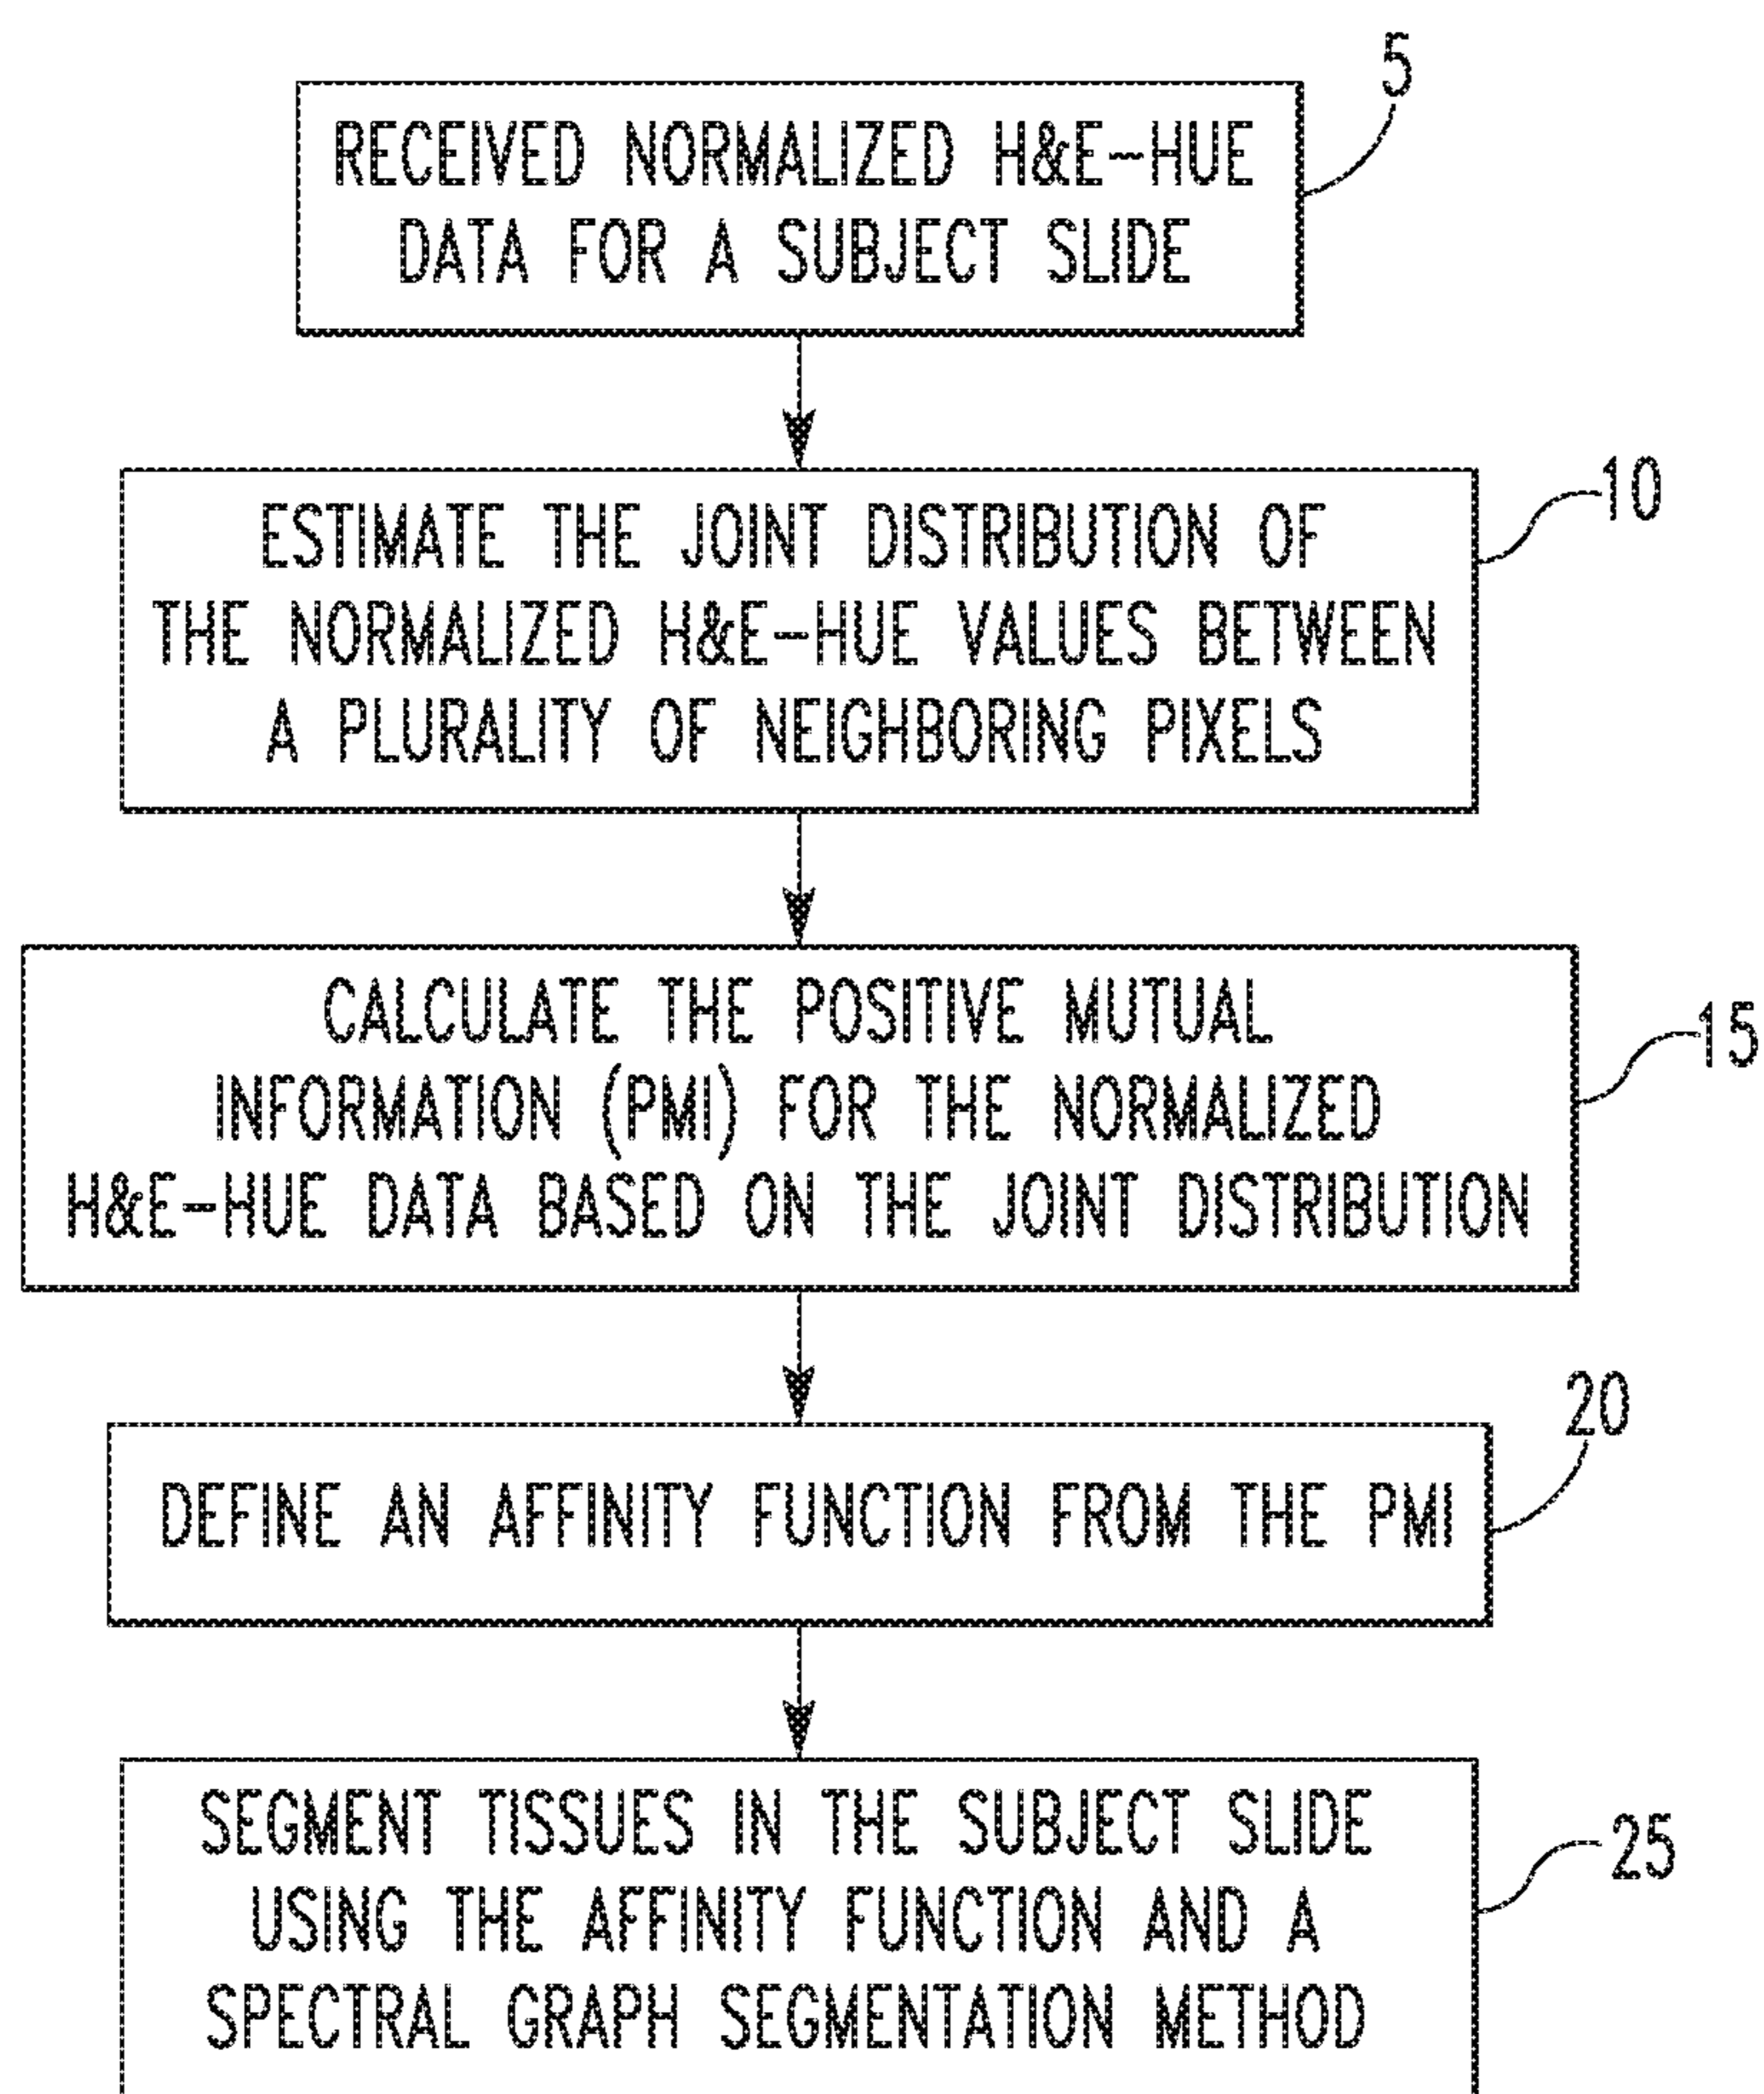 5
RECEIVED NORMALIZED H&E-HUE
DATA FOR A SUBJECT SLIDE
10
ESTIMATE THE JOINT DISTRIBUTION OF
THE NORMALIZED H&E-HUE VALUES BETWEEN
A PLURALITY OF NEIGHBORING PIXELS
15
CALCULATE THE POSITIVE MUTUAL
INFORMATION (PMI) FOR THE NORMALIZED
H&E-HUE DATA BASED ON THE JOINT DISTRIBUTION
20
DEFINE AN AFFINITY FUNCTION FROM THE PMI
25
SEGMENT TISSUES IN THE SUBJECT SLIDE
USING THE AFFINITY FUNCTION AND A
SPECTRAL GRAPH SEGMENTATION METHOD